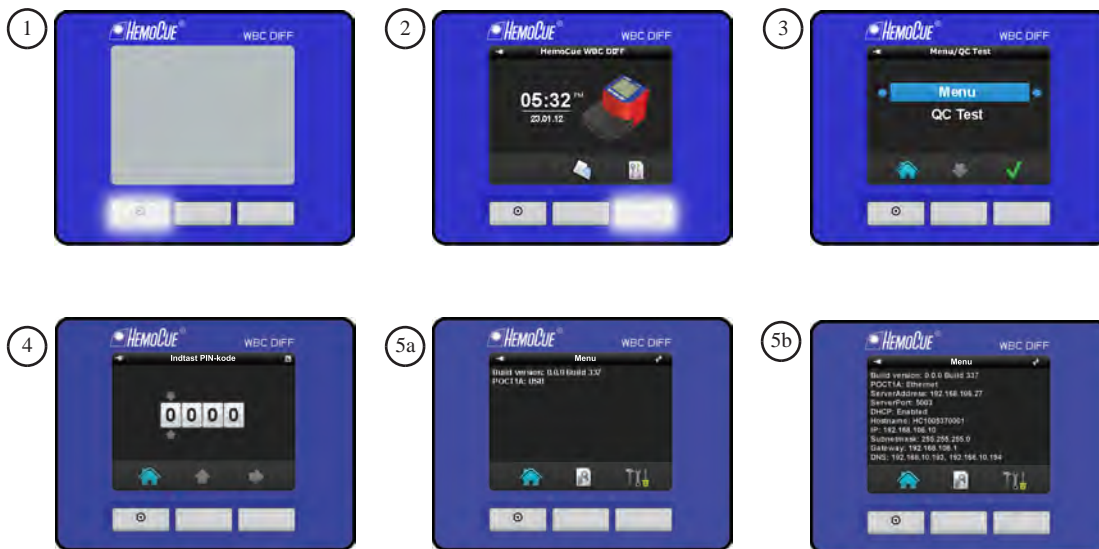 1
HEMOCUE®
WBC DIFF
2
HEMOCUE®
WBC DIFF
HemoCue WBC DIFF
05:32 PM
23.01.12
3
HEMOCUE®
WBC DIFF
Menu/QC Test
Menu
QC Test
4
HEMOCUE®
WBC DIFF
Indtast PIN-kode
0 0 0 0
5a
HEMOCUE®
WBC DIFF
Menu
Build version: 0.0.0 Build 337
POCT1A: USB
5b
HEMOCUE®
WBC DIFF
Menu
Build version: 0.0.0 Build 337
POCT1A: Ethernet
ServerAddress: 192.168.106.27
ServerPort: 5003
DHCP: Enabled
Hostname: HC1005370001
IP: 192.168.106.10
Subnetmask: 255.255.255.0
Gateway: 192.168.106.1
DNS: 192.168.10.193, 192.168.10.194